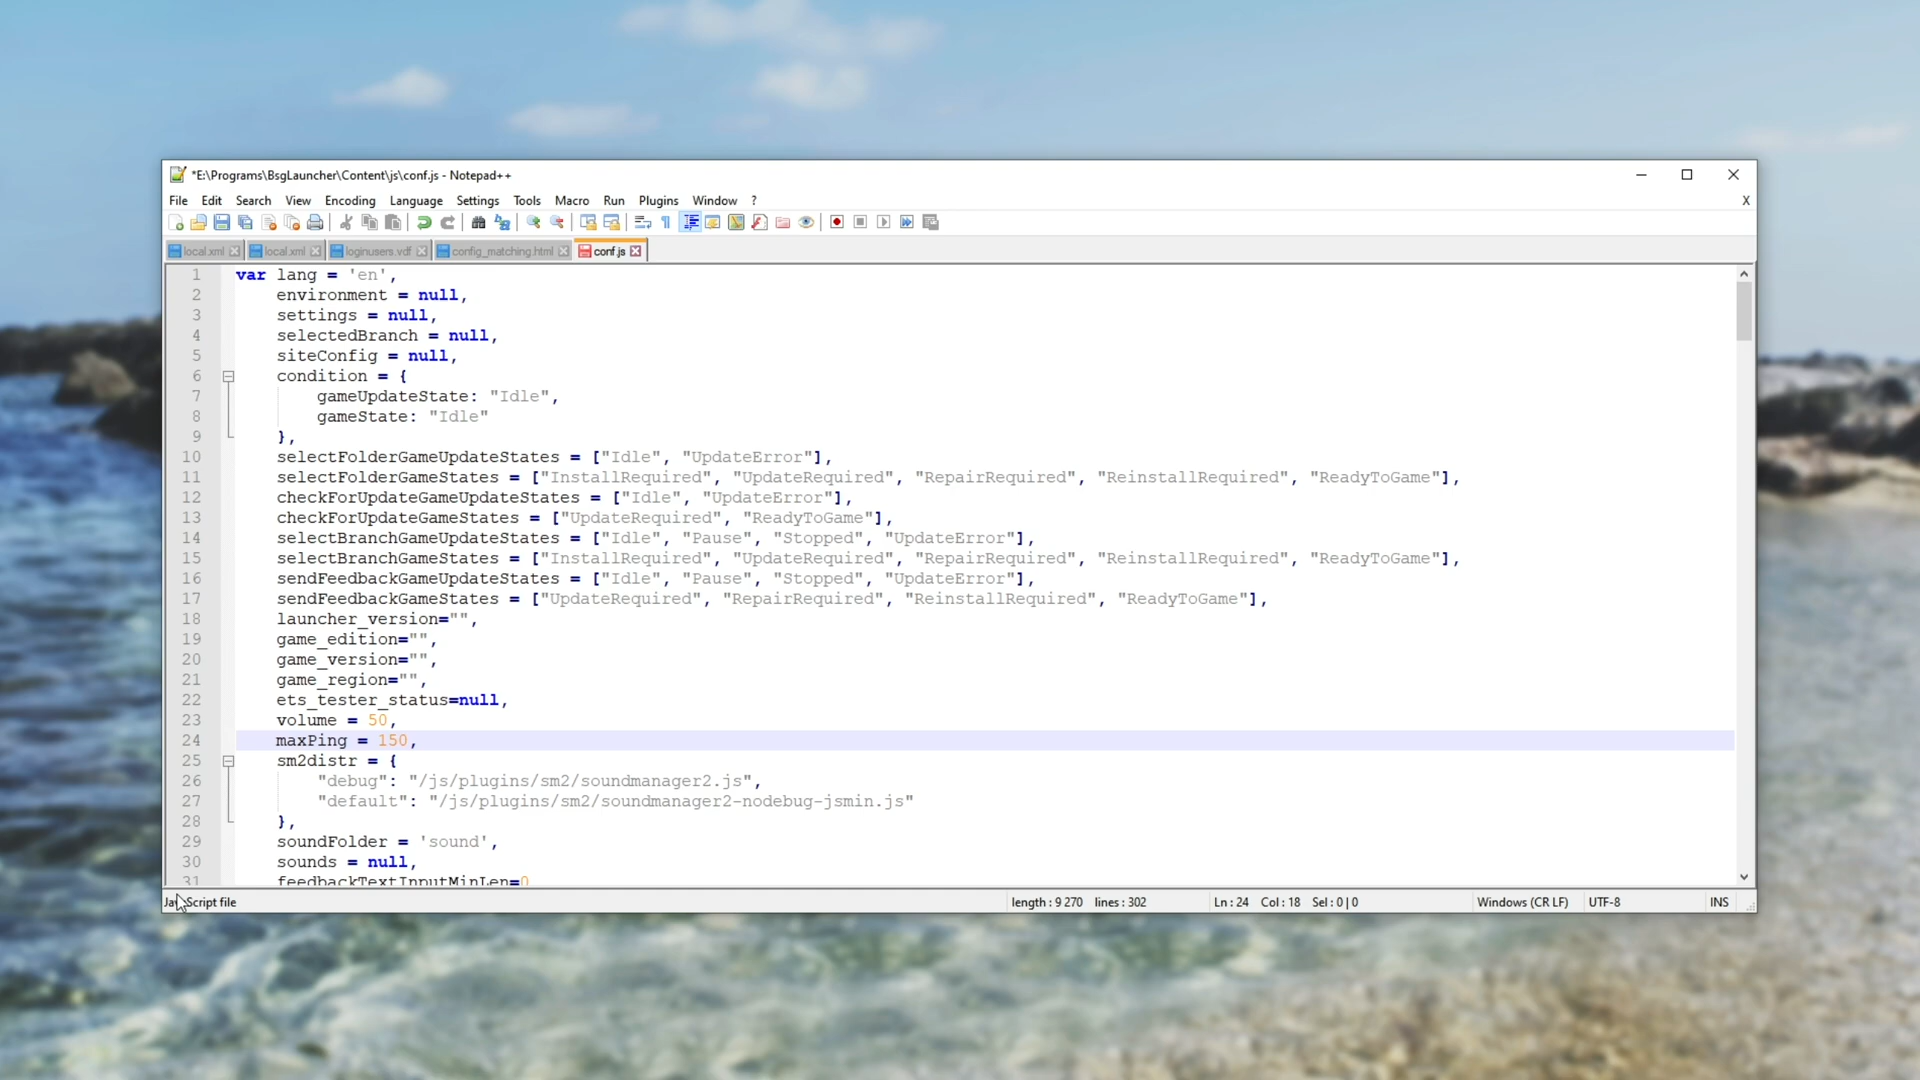 *E:\Programs\BsgLauncher\Content\js\conf.js - Notepad++
File Edit Search View Encoding Language Settings Tools Macro Run Plugins Window ? X
local.xml local.xml loginusers.vdf config_matching.html conf.js
1 var lang = 'en',
2 environment = null,
3 settings = null,
4 selectedBranch = null,
5 siteConfig = null,
6 condition = {
7 gameUpdateState: "Idle",
8 gameState: "Idle"
9 },
10 selectFolderGameUpdateStates = ["Idle", "UpdateError"],
11 selectFolderGameStates = ["InstallRequired", "UpdateRequired", "RepairRequired", "ReinstallRequired", "ReadyToGame"],
12 checkForUpdateGameUpdateStates = ["Idle", "UpdateError"],
13 checkForUpdateGameStates = ["UpdateRequired", "ReadyToGame"],
14 selectBranchGameUpdateStates = ["Idle", "Pause", "Stopped", "UpdateError"],
15 selectBranchGameStates = ["InstallRequired", "UpdateRequired", "RepairRequired", "ReinstallRequired", "ReadyToGame"],
16 sendFeedbackGameUpdateStates = ["Idle", "Pause", "Stopped", "UpdateError"],
17 sendFeedbackGameStates = ["UpdateRequired", "RepairRequired", "ReinstallRequired", "ReadyToGame"],
18 launcher_version="",
19 game_edition="",
20 game_version="",
21 game_region="",
22 ets_tester_status=null,
23 volume = 50,
24 maxPing = 150,
25 sm2distr = {
26 "debug": "/js/plugins/sm2/soundmanager2.js",
27 "default": "/js/plugins/sm2/soundmanager2-nodebug-jsmin.js"
28 },
29 soundFolder = 'sound',
30 sounds = null,
31 feedbackTextInputMinLen=0
JavaScript file length : 9 270 lines : 302 Ln : 24 Col : 18 Sel : 0 | 0 Windows (CR LF) UTF-8 INS